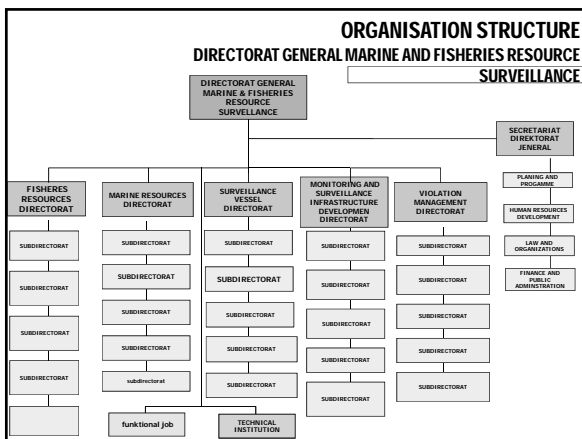 ORGANISATION STRUCTURE
DIRECTORAT GENERAL MARINE AND FISHERIES RESOURCE
SURVEILLANCE
DIRECTORAT GENERAL
MARINE & FISHERIES
RESOURCE
SURVELLANCE
SECRETARIAT
DIREKTORAT
JENERAL
PLANING AND
PROGAMME
HUMAN RESOURCES
DEVELOPMENT
LAW AND
ORGANIZATIONS
FINANCE AND
PUBLIC
ADMINSTRATION
FISHERES
RESOURCES
DIRECTORAT
SUBDIRECTORAT
SUBDIRECTORAT
SUBDIRECTORAT
SUBDIRECTORAT
MARINE RESOURCES
DIRECTORAT
SUBDIRECTORAT
SUBDIRECTORAT
SUBDIRECTORAT
SUBDIRECTORAT
subdirectorat
SURVEILLANCE
VESSEL
DIRECTORAT
SUBDIRECTORAT
SUBDIRECTORAT
SUBDIRECTORAT
SUBDIRECTORAT
SUBDIRECTORAT
MONITORING AND
SURVEILLANCE
INFRASTRUCTURE
DEVELOPMEN
DIRECTORAT
SUBDIRECTORAT
SUBDIRECTORAT
SUBDIRECTORAT
SUBDIRECTORAT
SUBDIRECTORAT
VIOLATION
MANAGEMENT
DIRECTORAT
SUBDIRECTORAT
SUBDIRECTORAT
SUBDIRECTORAT
SUBDIRECTORAT
SUBDIRECTORAT
funktional job
TECHNICAL
INSTITUTION